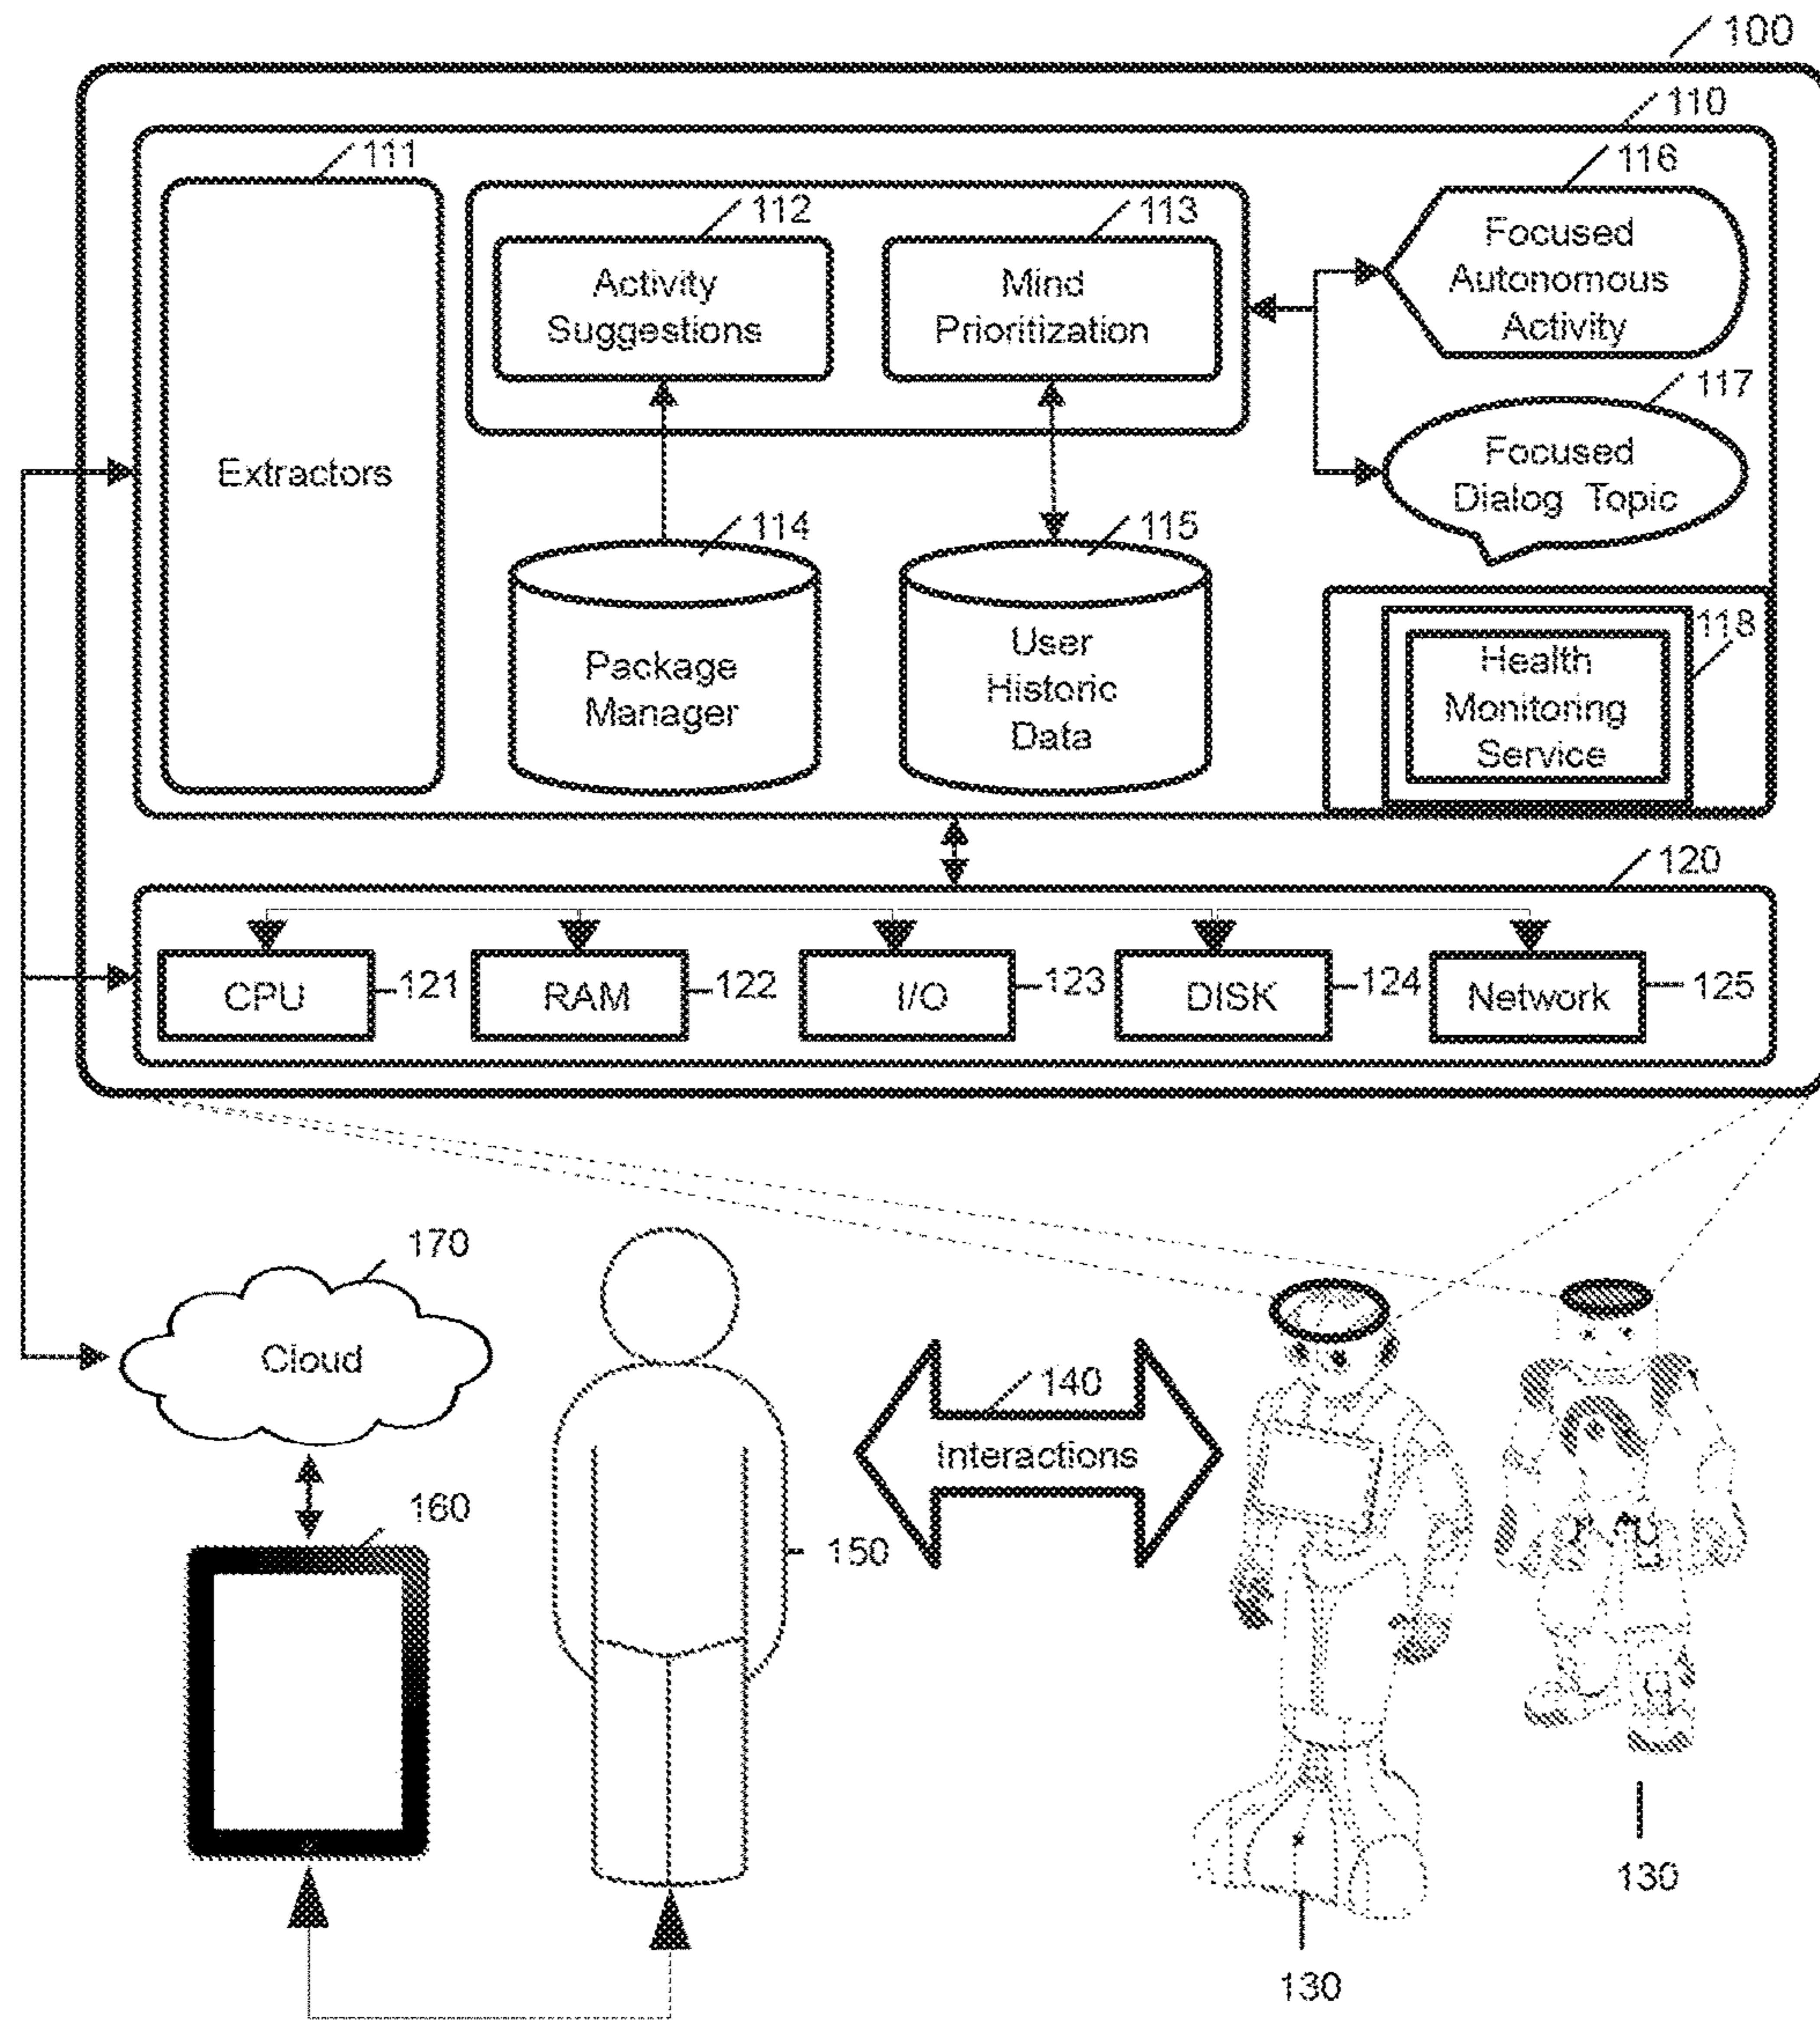 100
110
111
112
113
116
Activity
Suggestions
Mind
Prioritization
Focused
Autonomous
Activity
117
Extractors
Focused
Dialog Topic
114
115
Package
Manager
User
Historic
Data
118
Health
Monitoring
Service
120
CPU
121
RAM
122
I/O
123
DISK
124
Network
125
170
Cloud
140
Interactions
160
150
130
130